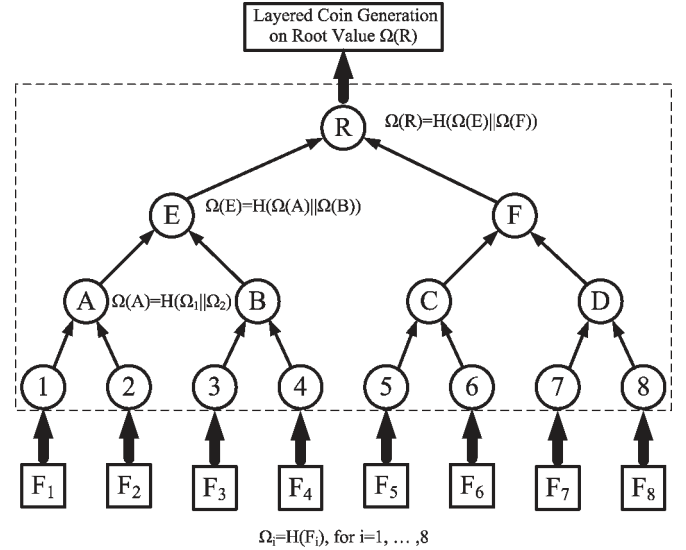 Layered Coin Generation
on Root Value Ω(R)
R
Ω(R)=H(Ω(E)||Ω(F))
E
Ω(E)=H(Ω(A)||Ω(B))
F
A
Ω(A)=H(Ω₁||Ω₂)
B
C
D
1
2
3
4
5
6
7
8
F₁
F₂
F₃
F₄
F₅
F₆
F₇
F₈
Ωᵢ=H(Fᵢ), for i=1, … ,8